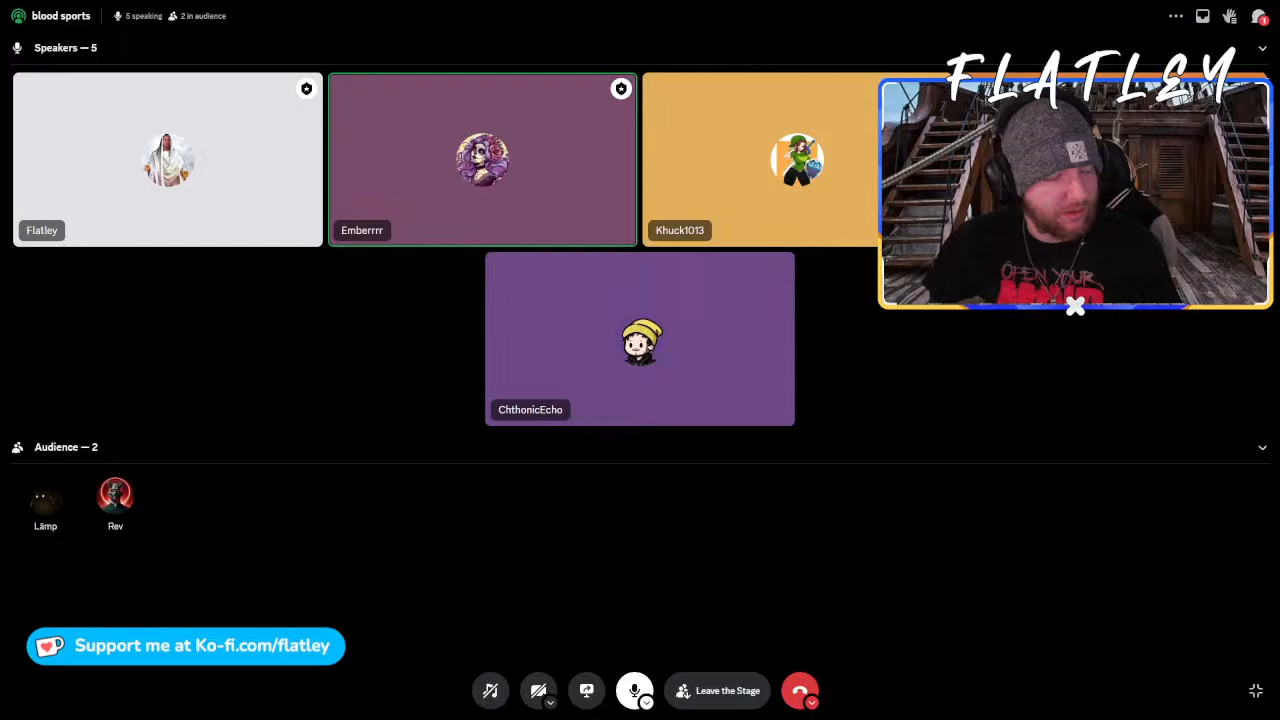 blood sports
5 speaking
2 in audience
1
Speakers — 5
FLATLEY
Flatley
Emberrrr
Khuck1013
OPEN YOUR
ChthonicEcho
Audience — 2
Lämp
Rev
Support me at Ko-fi.com/flatley
Leave the Stage